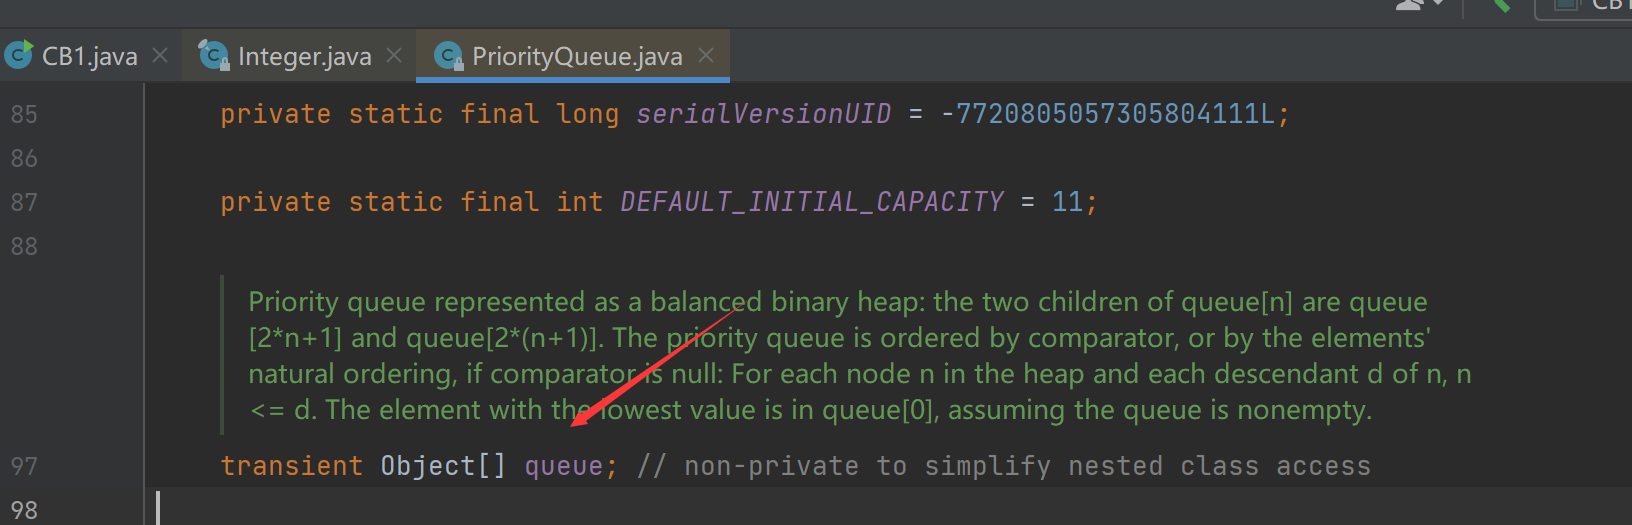 CB1
CB1.java
Integer.java
PriorityQueue.java
85 private static final long serialVersionUID = -7720805057305804111L;
86
87 private static final int DEFAULT_INITIAL_CAPACITY = 11;
88
Priority queue represented as a balanced binary heap: the two children of queue[n] are queue
[2*n+1] and queue[2*(n+1)]. The priority queue is ordered by comparator, or by the elements'
natural ordering, if comparator is null: For each node n in the heap and each descendant d of n, n
<= d. The element with the lowest value is in queue[0], assuming the queue is nonempty.
97 transient Object[] queue; // non-private to simplify nested class access
98